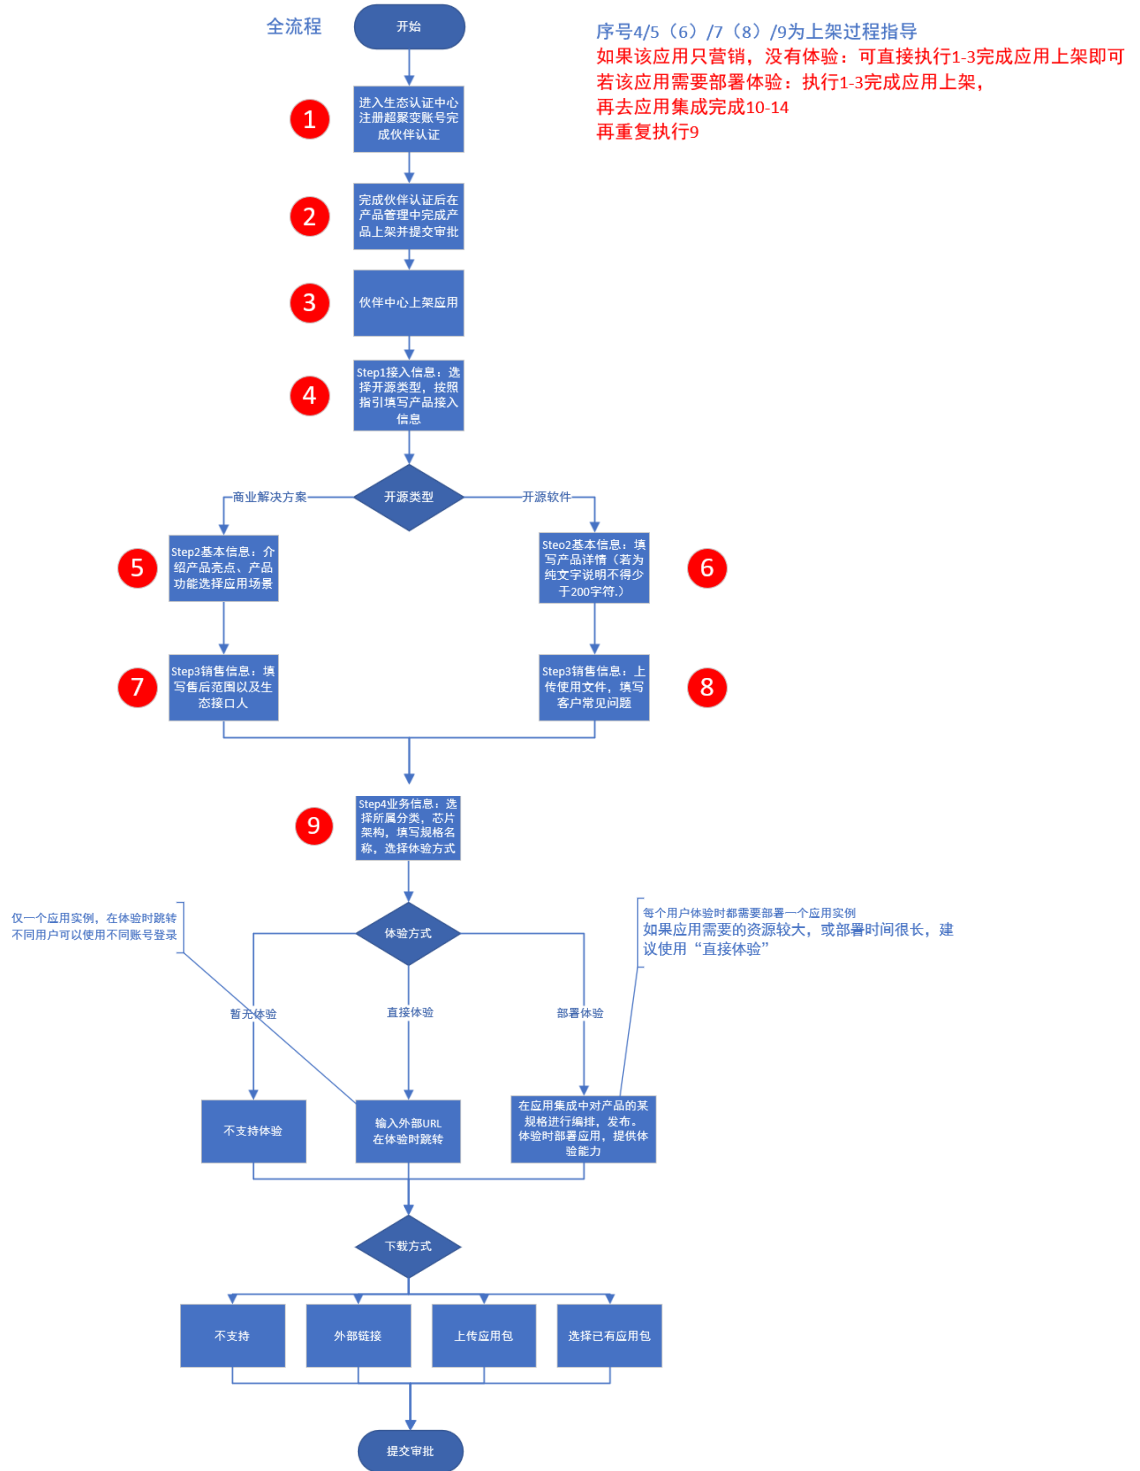 全流程
开始
序号4/5（6）/7（8）/9为上架过程指导
如果该应用只营销，没有体验：可直接执行1-3完成应用上架即可
若该应用需要部署体验：执行1-3完成应用上架，
再去应用集成完成10-14
再重复执行9
1
进入生态认证中心
注册超聚变账号完
成伙伴认证
2
完成伙伴认证后在
产品管理中完成产
品上架并提交审批
3
伙伴中心上架应用
4
Step1接入信息：选
择开源类型，按照
指引填写产品接入
信息
商业解决方案
开源类型
开源软件
5
Step2基本信息：介
绍产品亮点、产品
功能选择应用场景
Steo2基本信息：填
写产品详情（若为
纯文字说明不得少
于200字符.）
6
7
Step3销售信息：填
写售后范围以及生
态接口人
Step3销售信息：上
传使用文件，填写
客户常见问题
8
9
Step4业务信息：选
择所属分类，芯片
架构，填写规格名
称，选择体验方式
仅一个应用实例，在体验时跳转
不同用户可以使用不同账号登录
体验方式
每个用户体验时都需要部署一个应用实例
如果应用需要的资源较大，或部署时间很长，建
议使用“直接体验”
暂无体验
直接体验
部署体验
不支持体验
输入外部URL
在体验时跳转
在应用集成中对产品的某
规格进行编排，发布。
体验时部署应用，提供体
验能力
下载方式
不支持
外部链接
上传应用包
选择已有应用包
提交审批